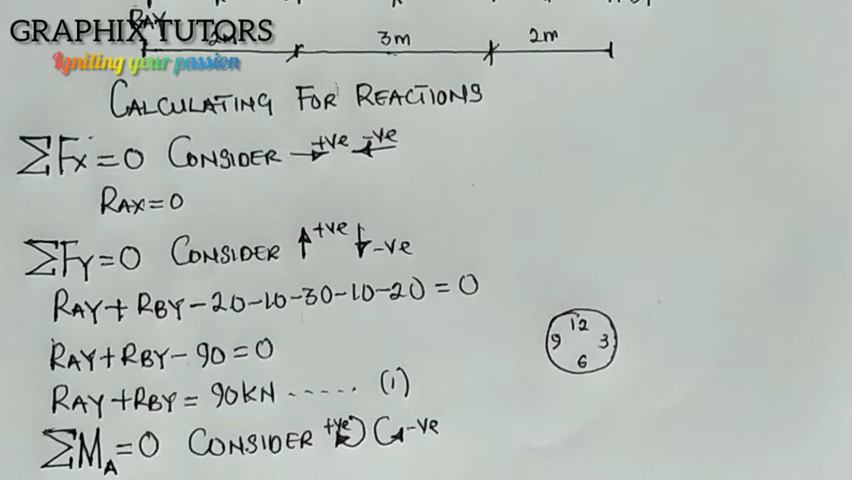 RAY
GRAPHIX TUTORS
2m 3m 2m
Igniting your passion
CALCULATING FOR REACTIONS
ΣFx=0 CONSIDER → +ve ← -ve
RAX=0
ΣFy=0 CONSIDER ↑ +ve ↓ -ve
RAY + RBY - 20-10-30-10-20 = 0
RAY + RBY - 90 = 0
RAY + RBY = 90KN ..... (1)
ΣMA=0 CONSIDER +ve -ve
12
9 3
6